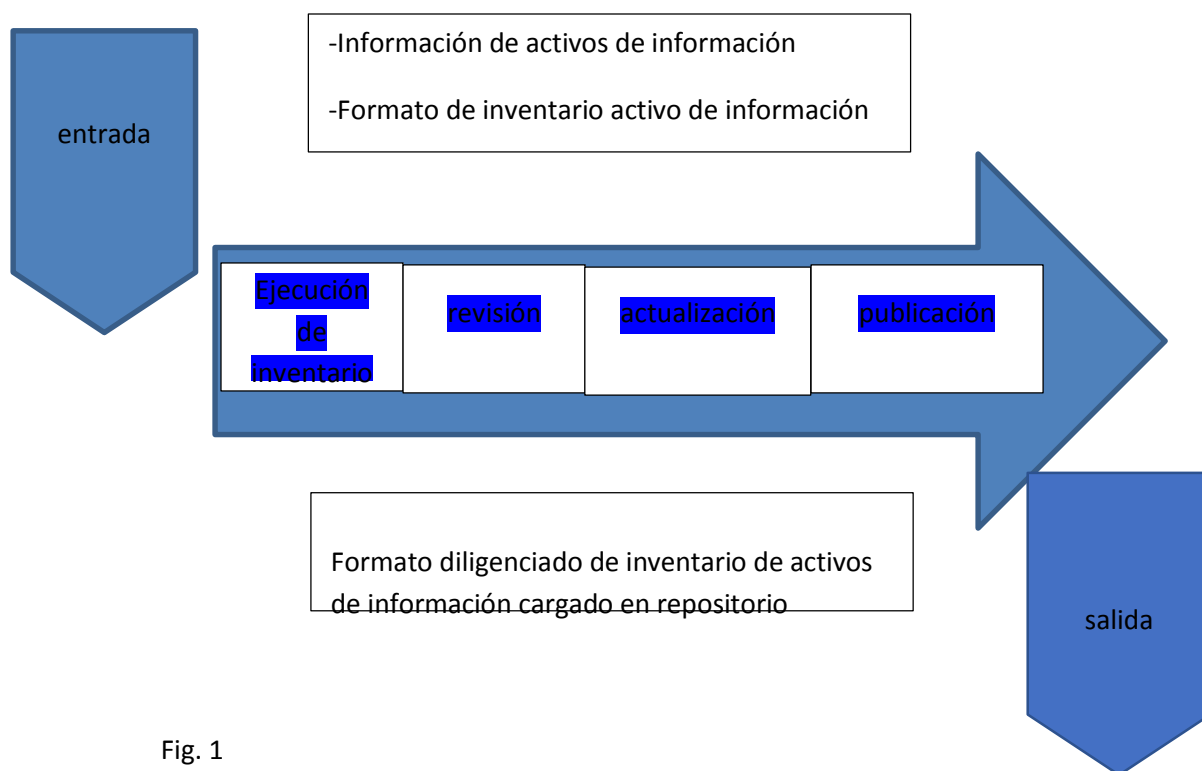 -Información de activos de información
-Formato de inventario activo de información
entrada
Ejecución
de
inventario
revisión
actualización
publicación
Formato diligenciado de inventario de activos
de información cargado en repositorio
salida
Fig. 1